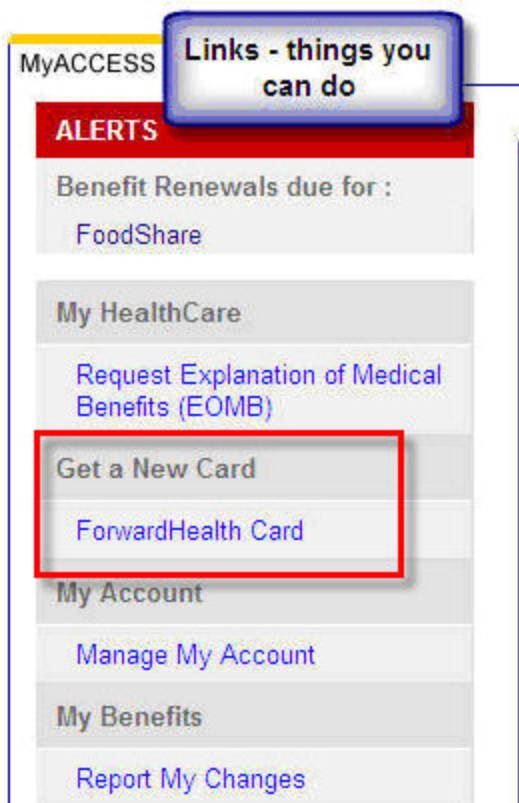 MyACCESS
Links - things you
can do
ALERTS
Benefit Renewals due for :
FoodShare
My HealthCare
Request Explanation of Medical
Benefits (EOMB)
Get a New Card
ForwardHealth Card
My Account
Manage My Account
My Benefits
Report My Changes